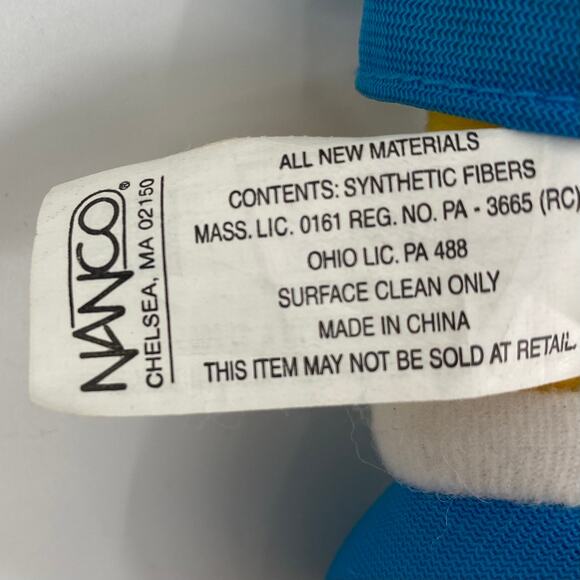 NANCO®
CHELSEA, MA 02150
ALL NEW MATERIALS
CONTENTS: SYNTHETIC FIBERS
MASS. LIC. 0161 REG. NO. PA - 3665 (RC)
OHIO LIC. PA 488
SURFACE CLEAN ONLY
MADE IN CHINA
THIS ITEM MAY NOT BE SOLD AT RETAIL.